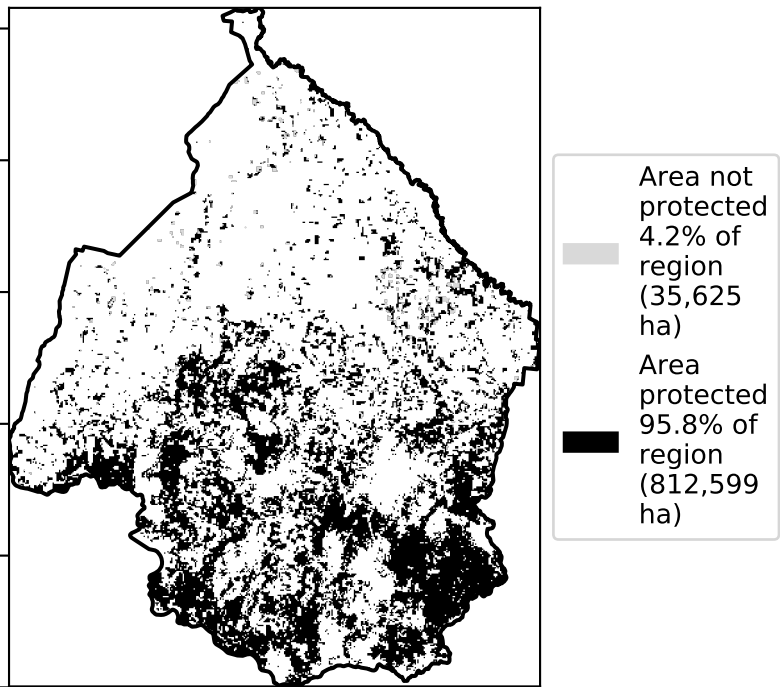 Area not
protected
4.2% of
region
(35,625
ha)
Area
protected
95.8% of
region
(812,599
ha)